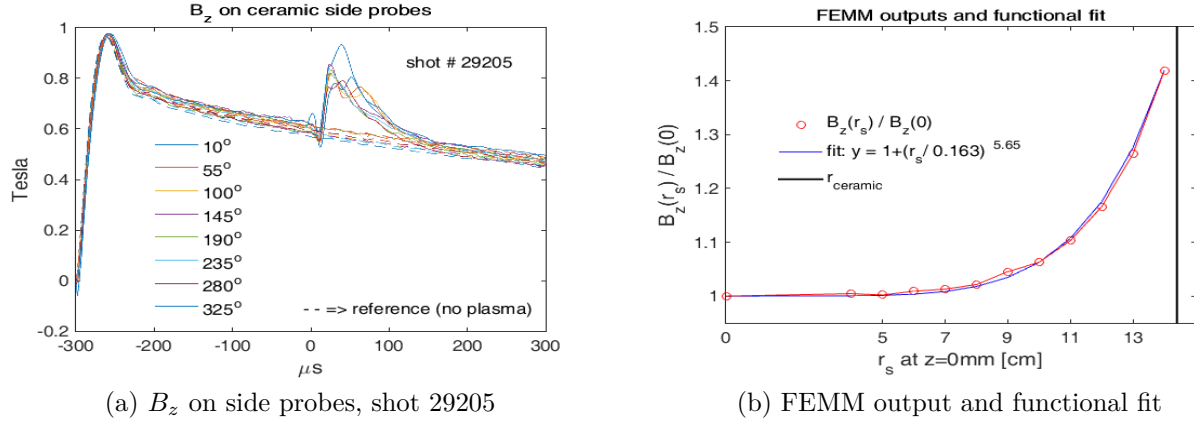 B_z on ceramic side probes
1
0.8
0.6
0.4
0.2
0
-0.2
Tesla
shot # 29205
10°
55°
100°
145°
190°
235°
280°
325°
-- => reference (no plasma)
-300 -200 -100 0 100 200 300
μs
(a) B_z on side probes, shot 29205
FEMM outputs and functional fit
1.5
1.4
1.3
1.2
1.1
1
B_z(r_s) / B_z(0)
B_z(r_s) / B_z(0)
fit: y = 1+(r_s/ 0.163) ^5.65
r_ceramic
0 5 7 9 11 13
r_s at z=0mm [cm]
(b) FEMM output and functional fit